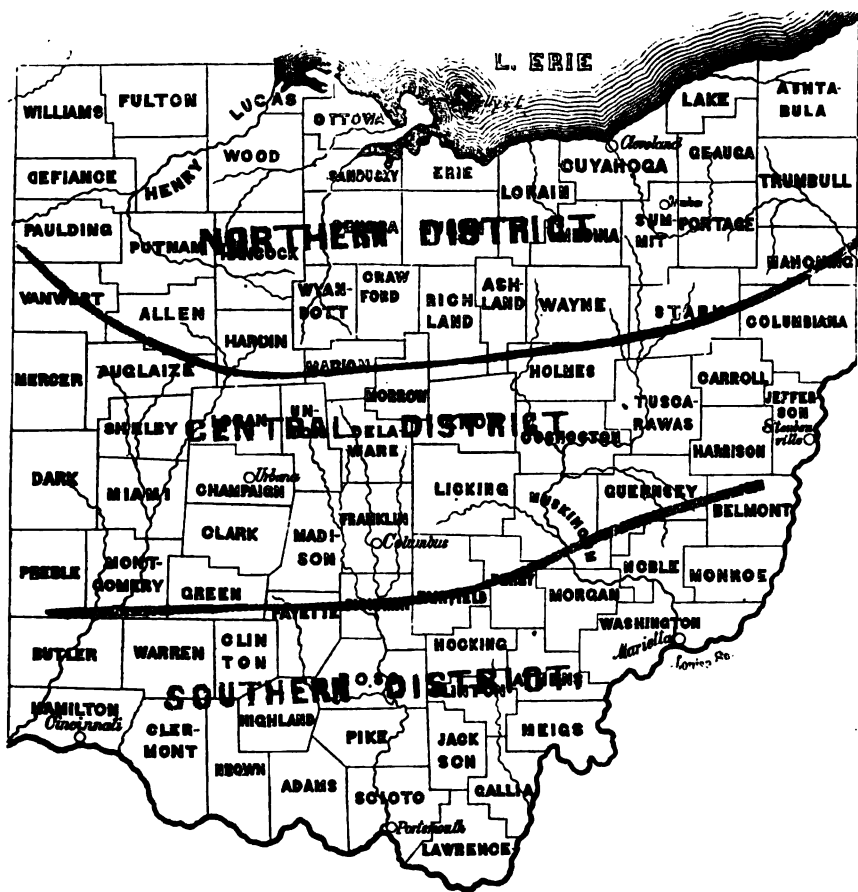 L. ERIE
WILLIAMS
FULTON
LUCAS
OTTOWA
LAKE
ASHTA-
BULA
Cleveland
CUYAHOGA
GEAUGA
DEFIANCE
HENRY
WOOD
SANDUSKY
ERIE
LORAIN
TRUMBULL
PAULDING
PUTNAM
HANCOCK
NORTHERN DISTRICT
MEDINA
SUM-
MIT
PORTAGE
MAHONING
VANWERT
ALLEN
WYAN-
DOTT
CRAW
FORD
RICH
LAND
ASH-
LAND
WAYNE
STARK
COLUMBIANA
HARDIN
MERCER
AUGLAIZE
MARION
MORROW
HOLMES
CARROLL
JEFFER
SON
Steuben
ville
SHELBY
LOGAN
UN-
ION
DELA
WARE
CENTRAL DISTRICT
COSHOCTON
TUSCA-
RAWAS
HARRISON
DARK
MIAMI
Urbana
CHAMPAIGN
LICKING
MUSKINGUM
GUERNSEY
BELMONT
CLARK
MADI-
SON
FRANKLIN
Columbus
PREBLE
MONT-
GOMERY
GREEN
FAYETTE
FAIRFIELD
PERRY
MORGAN
NOBLE
MONROE
BUTLER
WARREN
CLIN
TON
HOCKING
WASHINGTON
Marietta
SOUTHERN DISTRICT
ATHENS
HAMILTON
Cincinnati
CLER-
MONT
HIGHLAND
PIKE
JACK
SON
MEIGS
BROWN
ADAMS
SCIOTO
GALLIA
Portsmouth
LAWRENCE